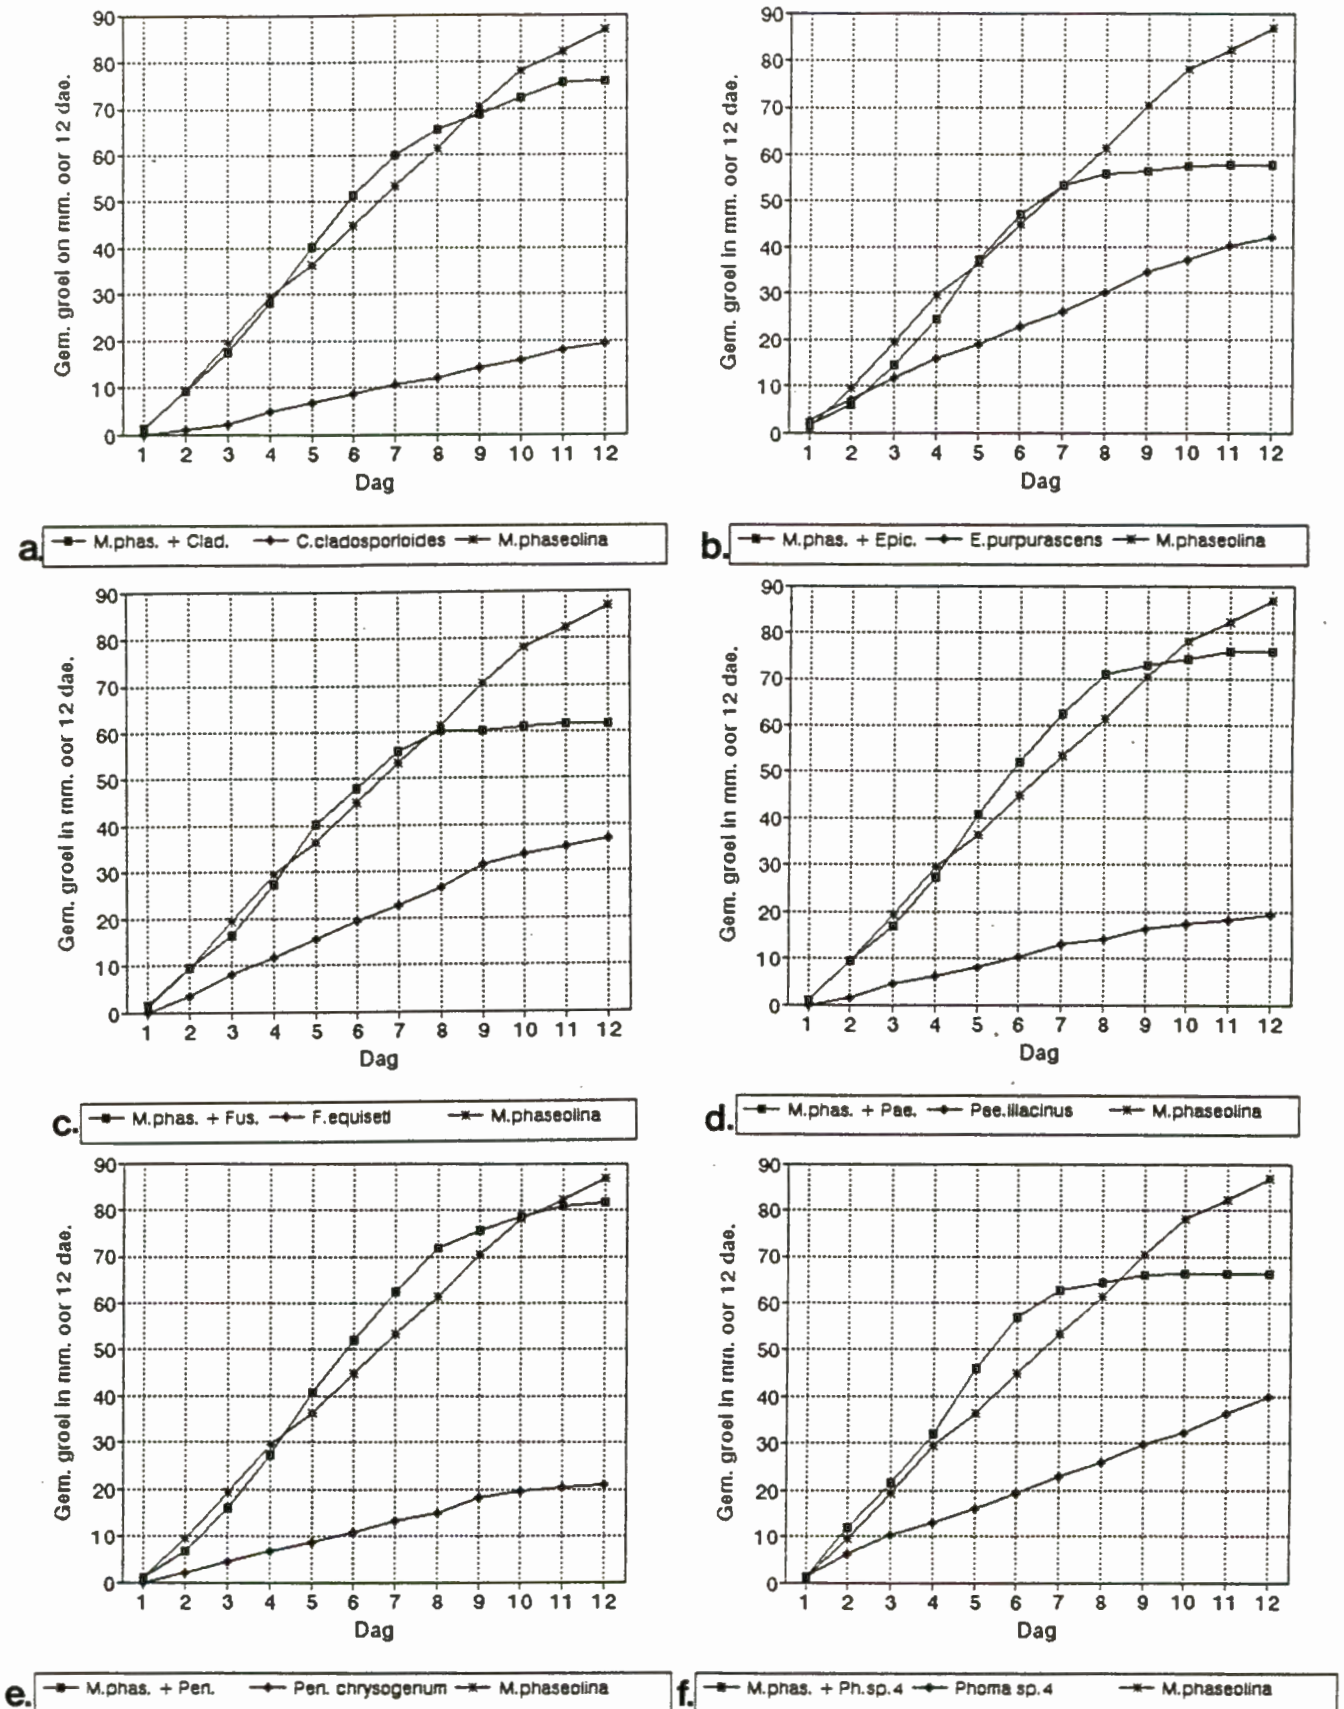 90
80
70
60
50
40
30
20
10
0
Gem. groei on mm. oor 12 dae.
1 2 3 4 5 6 7 8 9 10 11 12
Dag
a. M.phas. + Clad. C.cladosporioides M.phaseolina
90
80
70
60
50
40
30
20
10
0
Gem. groei in mm. oor 12 dae.
1 2 3 4 5 6 7 8 9 10 11 12
Dag
b. M.phas. + Epic. E.purpurascens M.phaseolina
90
80
70
60
50
40
30
20
10
0
Gem. groei in mm. oor 12 dae.
1 2 3 4 5 6 7 8 9 10 11 12
Dag
c. M.phas. + Fus. F.equiseti M.phaseolina
90
80
70
60
50
40
30
20
10
0
Gem. groei in mm. oor 12 dae.
1 2 3 4 5 6 7 8 9 10 11 12
Dag
d. M.phas. + Pae. Pae.lilacinus M.phaseolina
90
80
70
60
50
40
30
20
10
0
Gem. groei in mm. oor 12 dae.
1 2 3 4 5 6 7 8 9 10 11 12
Dag
e. M.phas. + Pen. Pen. chrysogenum M.phaseolina
90
80
70
60
50
40
30
20
10
0
Gem. groei in mm. oor 12 dae.
1 2 3 4 5 6 7 8 9 10 11 12
Dag
f. M.phas. + Ph.sp.4 Phoma sp.4 M.phaseolina